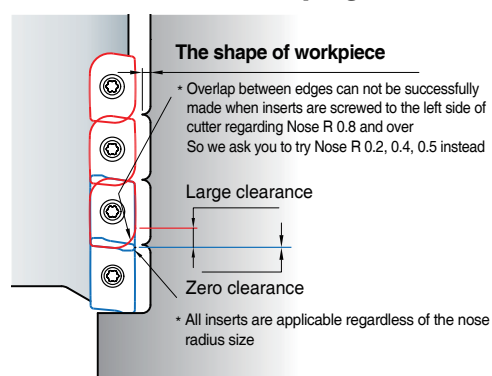 The shape of workpiece
* Overlap between edges can not be successfully
made when inserts are screwed to the left side of
cutter regarding Nose R 0.8 and over
So we ask you to try Nose R 0.2, 0.4, 0.5 instead
Large clearance
Zero clearance
* All inserts are applicable regardless of the nose
radius size